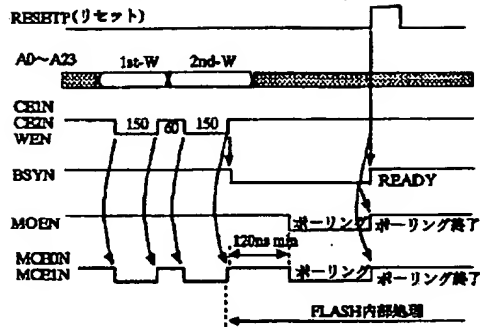 RESETP(リセット)
A0～A23 1st-W 2nd-W
CE1N
CE2N
WEN
150 60 150
BSYN READY
MOEN ポーリング ポーリング終了
120ns min
MCE0N
MCE1N ポーリング ポーリング終了
FLASH内部処理